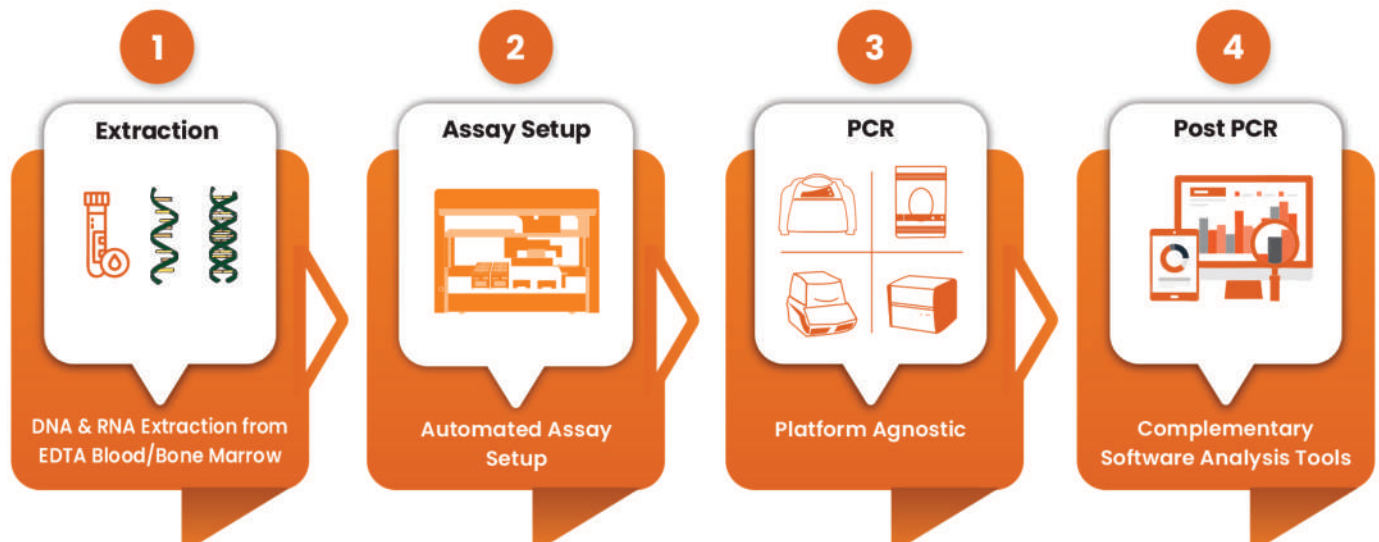 1
Extraction
DNA & RNA Extraction from
EDTA Blood/Bone Marrow
2
Assay Setup
Automated Assay
Setup
3
PCR
Platform Agnostic
4
Post PCR
Complementary
Software Analysis Tools